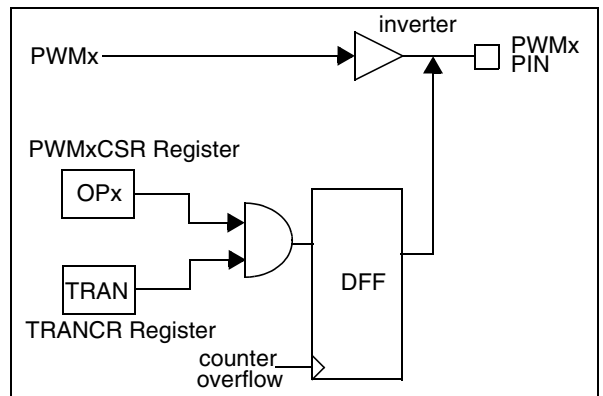 inverter
PWMx
PWMx
PIN
PWMxCSR Register
OPx
TRAN
TRANCR Register
DFF
counter
overflow